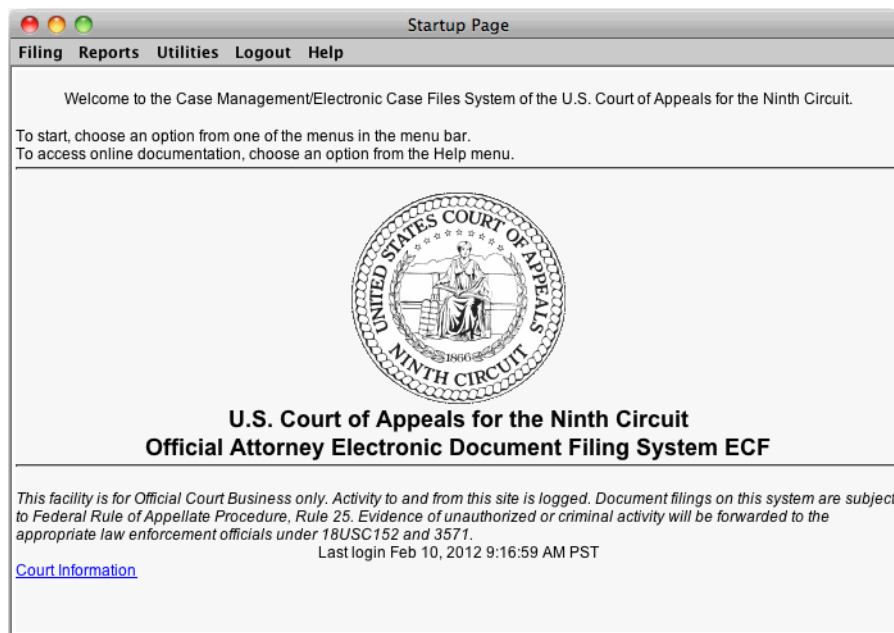 Startup Page
Filing Reports Utilities Logout Help
Welcome to the Case Management/Electronic Case Files System of the U.S. Court of Appeals for the Ninth Circuit.
To start, choose an option from one of the menus in the menu bar.
To access online documentation, choose an option from the Help menu.
UNITED STATES COURT OF APPEALS
1866
NINTH CIRCUIT
U.S. Court of Appeals for the Ninth Circuit
Official Attorney Electronic Document Filing System ECF
This facility is for Official Court Business only. Activity to and from this site is logged. Document filings on this system are subject
to Federal Rule of Appellate Procedure, Rule 25. Evidence of unauthorized or criminal activity will be forwarded to the
appropriate law enforcement officials under 18USC152 and 3571.
Last login Feb 10, 2012 9:16:59 AM PST
Court Information